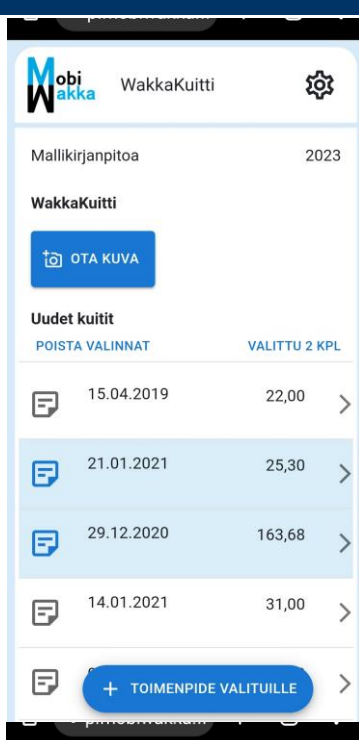 Mobi
Wakka
WakkaKuitti
Mallikirjanpitoa 2023
WakkaKuitti
OTA KUVA
Uudet kuitit
POISTA VALINNAT VALITTU 2 KPL
15.04.2019 22,00
21.01.2021 25,30
29.12.2020 163,68
14.01.2021 31,00
+ TOIMENPIDE VALITUILLE